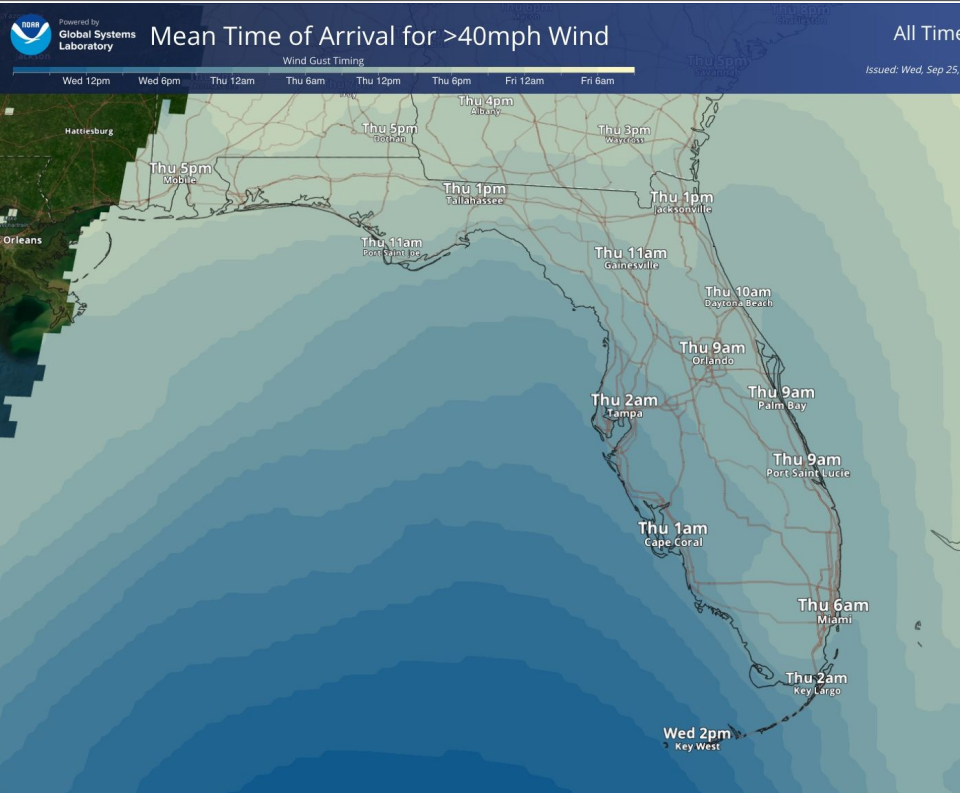 NOAA
Powered by
Global Systems
Laboratory
Mean Time of Arrival for >40mph Wind
All Time
Wind Gust Timing
Issued: Wed, Sep 25,
Wed 12pm Wed 6pm Thu 12am Thu 6am Thu 12pm Thu 6pm Fri 12am Fri 6am
Thu 5pm
Savannah
Thu 4pm
Albany
Thu 5pm
Dothan
Thu 3pm
Waycross
Hattiesburg
Thu 5pm
Mobile
Thu 1pm
Tallahassee
Thu 1pm
Jacksonville
Orleans
Thu 11am
Port Saint Joe
Thu 11am
Gainesville
Thu 10am
Daytona Beach
Thu 9am
Orlando
Thu 2am
Tampa
Thu 9am
Palm Bay
Thu 9am
Port Saint Lucie
Thu 1am
Cape Coral
Thu 6am
Miami
Thu 2am
Key Largo
Wed 2pm
Key West